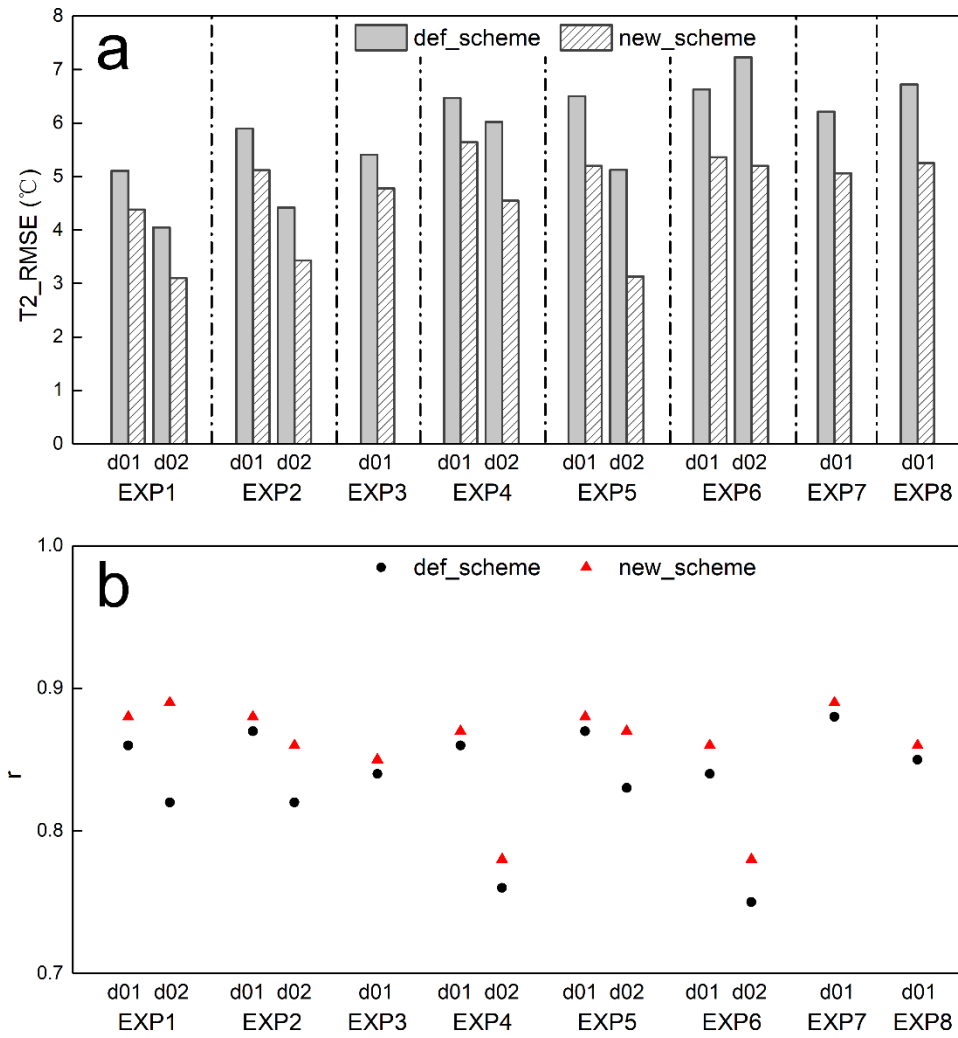 a
def_scheme new_scheme
8
7
6
5
4
3
2
1
0
T2_RMSE (℃)
d01 d02 d01 d02 d01 d01 d02 d01 d02 d01 d02 d01 d01
EXP1 EXP2 EXP3 EXP4 EXP5 EXP6 EXP7 EXP8
b
def_scheme new_scheme
1.0
0.9
0.8
0.7
r
d01 d02 d01 d02 d01 d01 d02 d01 d02 d01 d02 d01 d01
EXP1 EXP2 EXP3 EXP4 EXP5 EXP6 EXP7 EXP8